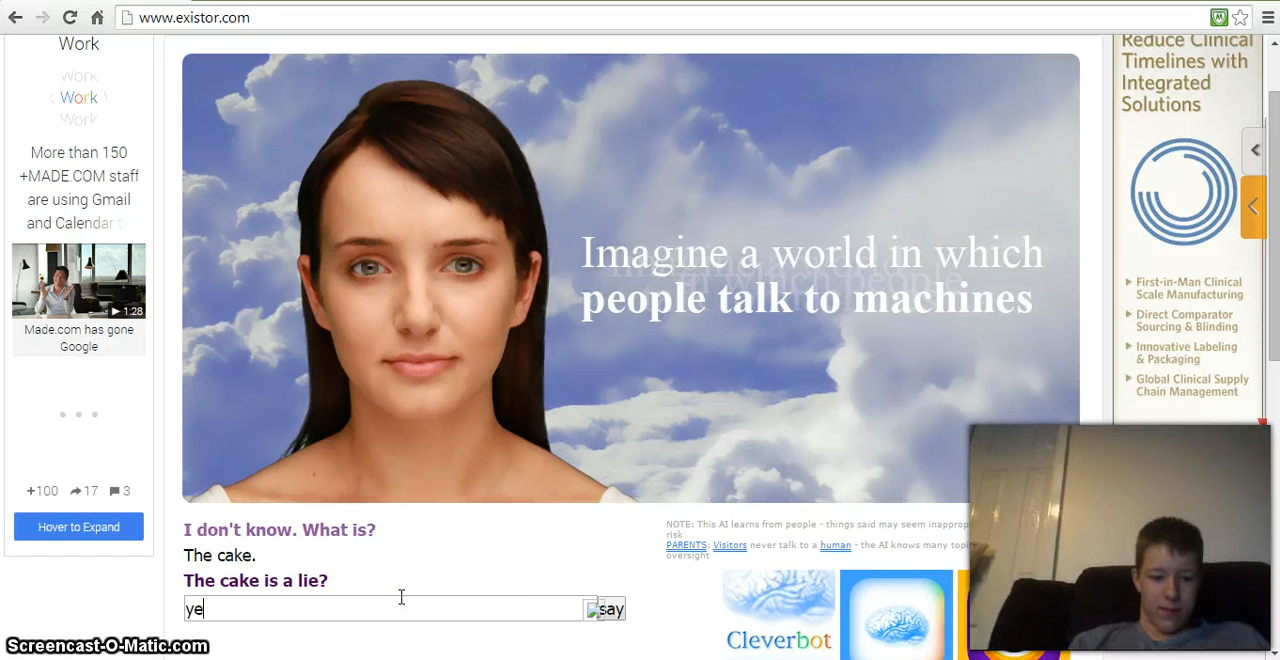 www.existor.com
Work
Work
: Work \
Work
More than 150
+MADE.COM staff
are using Gmail
and Calendar
1:28
Made.com has gone
Google
+100 17 3
Hover to Expand
Imagine a world in which
people talk to machines
I don't know. What is?
The cake.
The cake is a lie?
ye
say
NOTE: This AI learns from people - things said may seem inapprop
risk
PARENTS: Visitors never talk to a human - the AI knows many topi
oversight
Cleverbot
Reduce Clinical
Timelines with
Integrated
Solutions
First-in-Man Clinical
Scale Manufacturing
Direct Comparator
Sourcing & Blinding
Innovative Labeling
& Packaging
Global Clinical Supply
Chain Management
Screencast-O-Matic.com